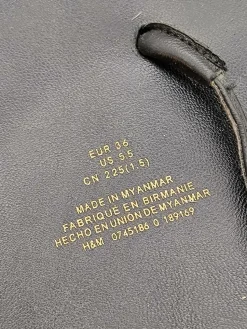 EUR 36
US 5.5
CN 225(1.5)
MADE IN MYANMAR
FABRIQUÉ EN BIRMANIE
HECHO EN UNIÓN DE MYANMAR
H&M 0745186 0 189169